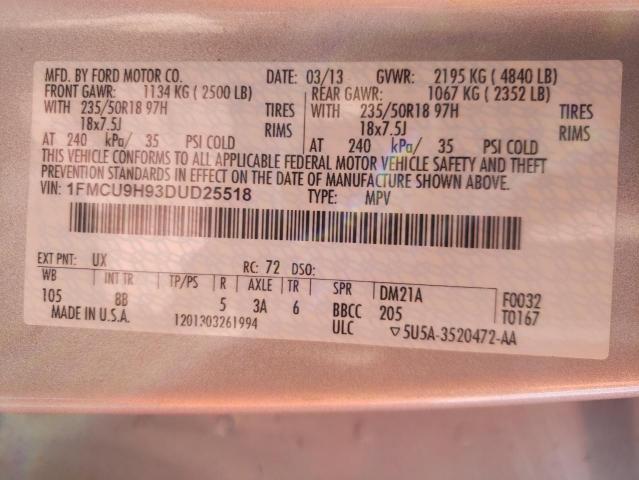 MFD. BY FORD MOTOR CO. DATE: 03/13 GVWR: 2195 KG ( 4840 LB)
FRONT GAWR: 1134 KG ( 2500 LB) REAR GAWR: 1067 KG ( 2352 LB)
WITH 235/50R18 97H TIRES WITH 235/50R18 97H TIRES
18x7.5J RIMS 18x7.5J RIMS
AT 240 kPa/ 35 PSI COLD AT 240 kPa/ 35 PSI COLD
THIS VEHICLE CONFORMS TO ALL APPLICABLE FEDERAL MOTOR VEHICLE SAFETY AND THEFT
PREVENTION STANDARDS IN EFFECT ON THE DATE OF MANUFACTURE SHOWN ABOVE.
VIN: 1FMCU9H93DUD25518 TYPE: MPV
EXT PNT: UX RC: 72 DSO:
WB INT TR TP/PS R AXLE TR SPR DM21A F0032
105 8B 5 3A 6 BBCC 205 T0167
MADE IN U.S.A. 1201303261994 ULC ▽5U5A-3520472-AA